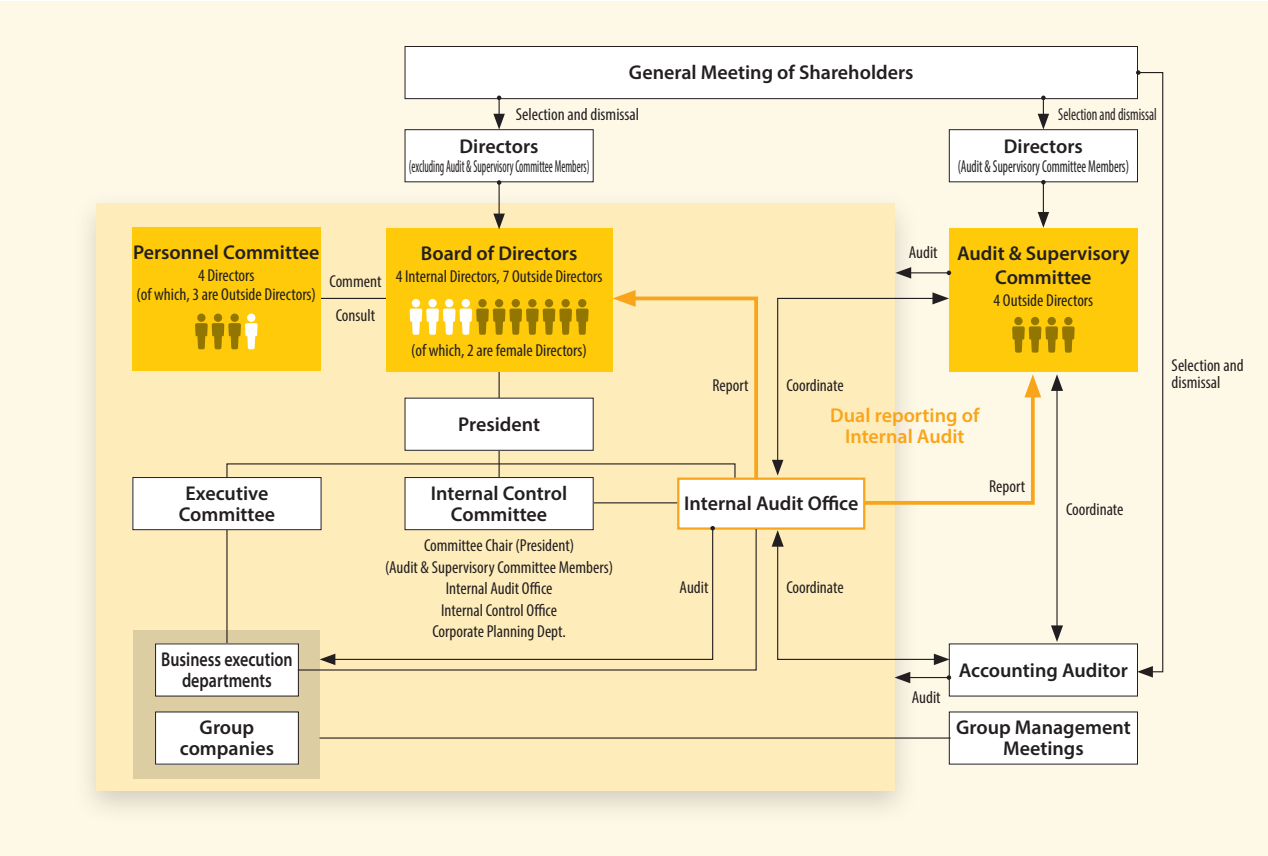 General Meeting of Shareholders
Selection and dismissal
Selection and dismissal
Directors
(excluding Audit & Supervisory Committee Members)
Directors
(Audit & Supervisory Committee Members)
Personnel Committee
4 Directors
(of which, 3 are Outside Directors)
Comment
Consult
Board of Directors
4 Internal Directors, 7 Outside Directors
(of which, 2 are female Directors)
Audit
Audit & Supervisory
Committee
4 Outside Directors
Selection and
dismissal
Report
Coordinate
Dual reporting of
Internal Audit
President
Executive
Committee
Internal Control
Committee
Internal Audit Office
Report
Coordinate
Committee Chair (President)
(Audit & Supervisory Committee Members)
Internal Audit Office
Internal Control Office
Corporate Planning Dept.
Audit
Coordinate
Business execution
departments
Accounting Auditor
Audit
Group
companies
Group Management
Meetings